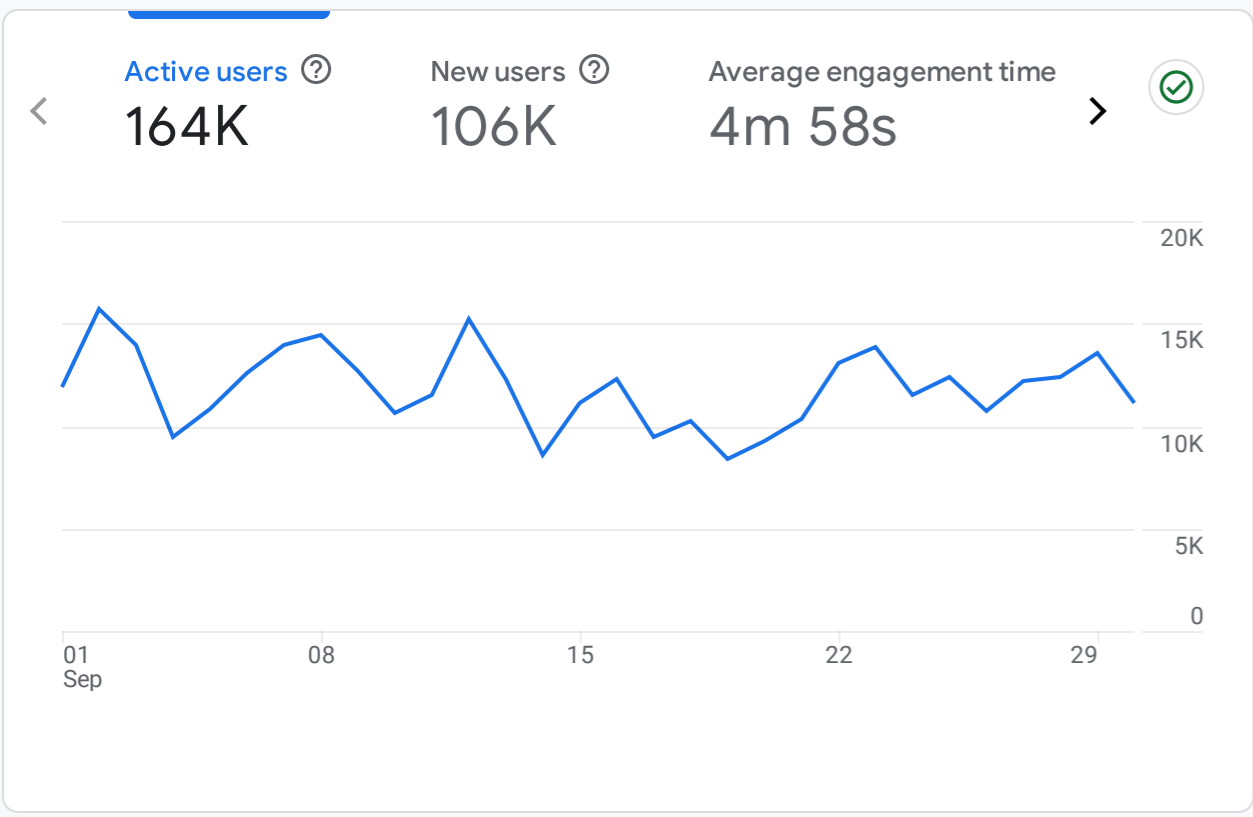 Active users
164K
New users
106K
Average engagement time
4m 58s
20K
15K
10K
5K
0
01
Sep
08
15
22
29